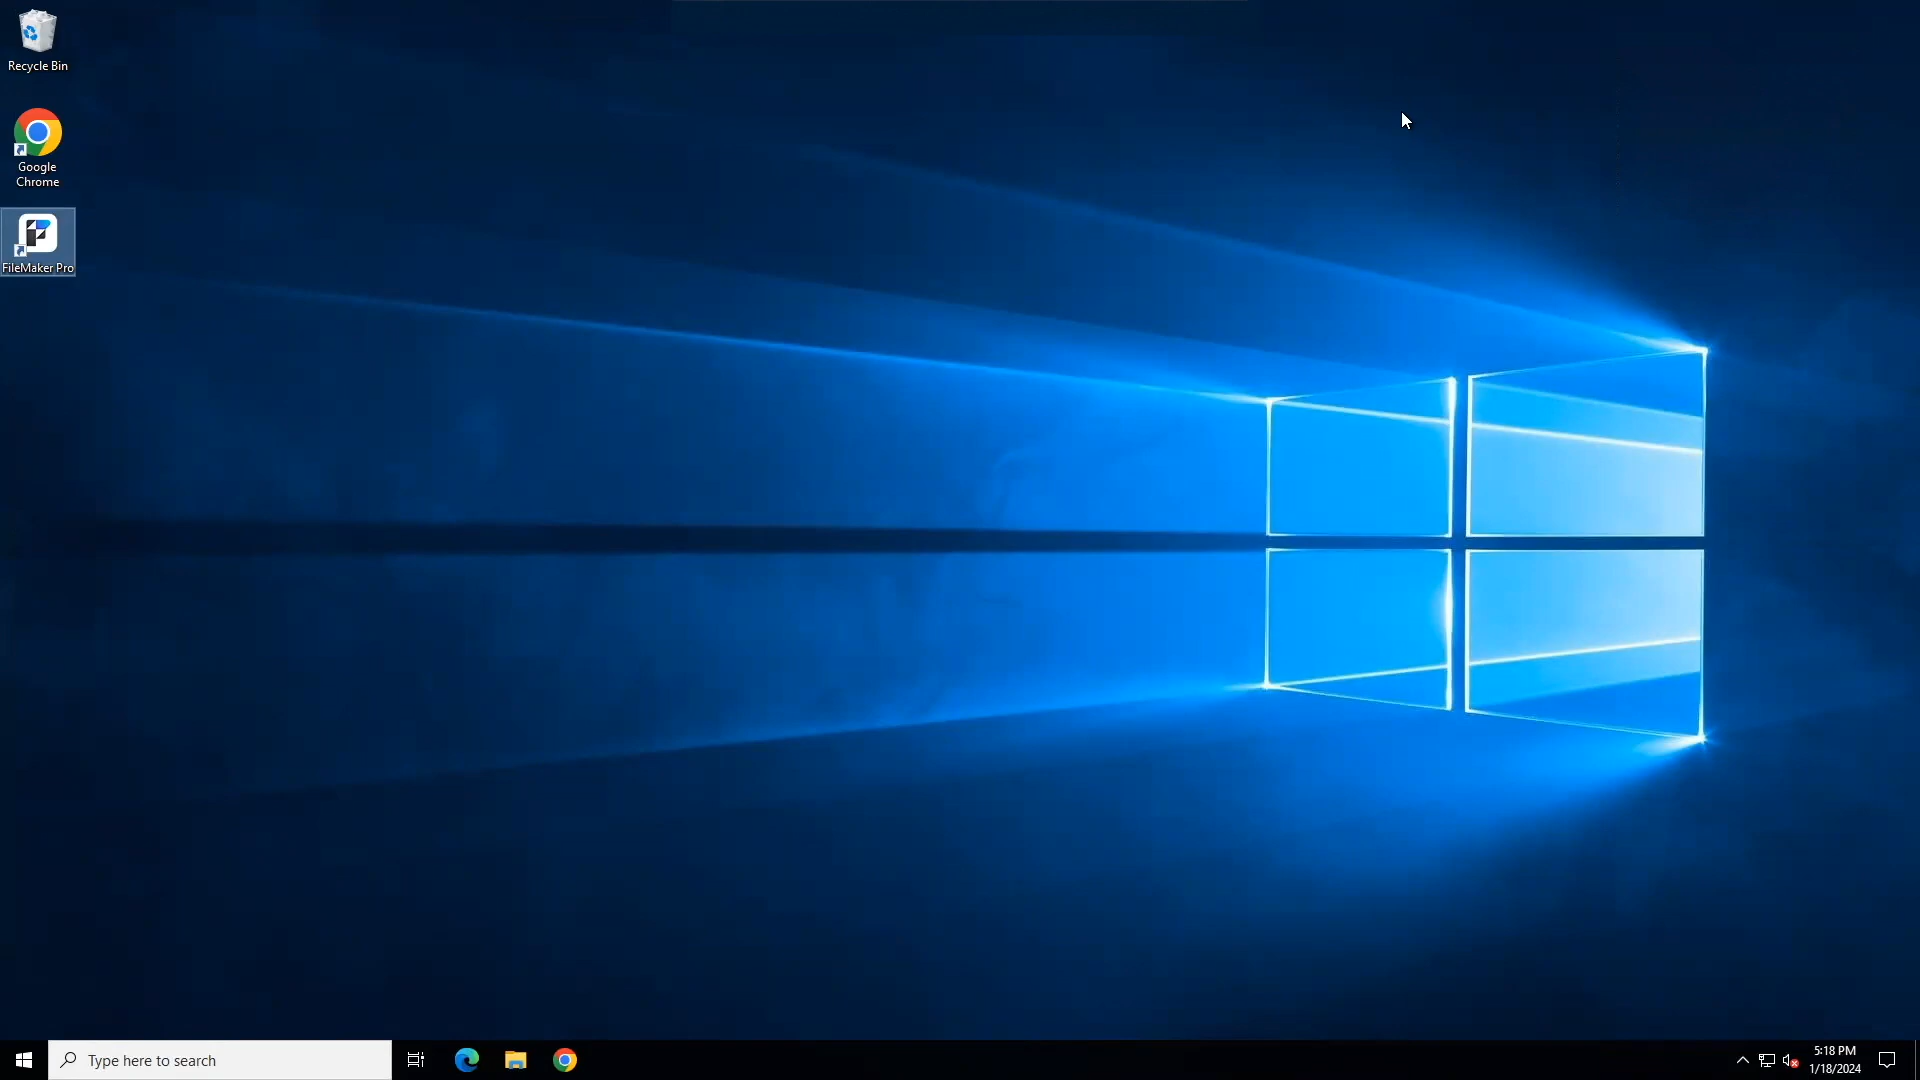 Recycle Bin
Google
Chrome
FileMaker Pro
Type here to search
5:18 PM
1/18/2024